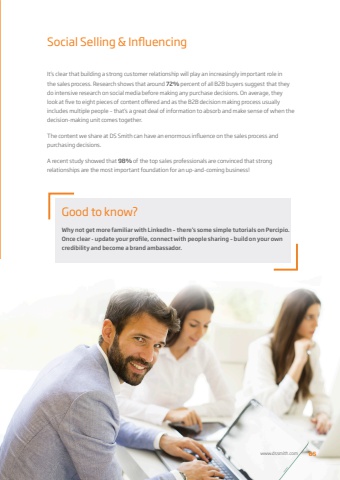 Social Selling & Influencing
It's clear that building a strong customer relationship will play an increasingly important role in
the sales process. Research shows that around 72% percent of all B2B buyers suggest that they
do intensive research on social media before making any purchase decisions. On average, they
look at five to eight pieces of content offered and as the B2B decision making process usually
includes multiple people – that's a great deal of information to absorb and make sense of when the
decision-making unit comes together.
The content we share at DS Smith can have an enormous influence on the sales process and
purchasing decisions.
A recent study showed that 98% of the top sales professionals are convinced that strong
relationships are the most important foundation for an up-and-coming business!
Good to know?
Why not get more familiar with LinkedIn – there's some simple tutorials on Percipio.
Once clear - update your profile, connect with people sharing – build on your own
credibility and become a brand ambassador.
www.dssmith.com